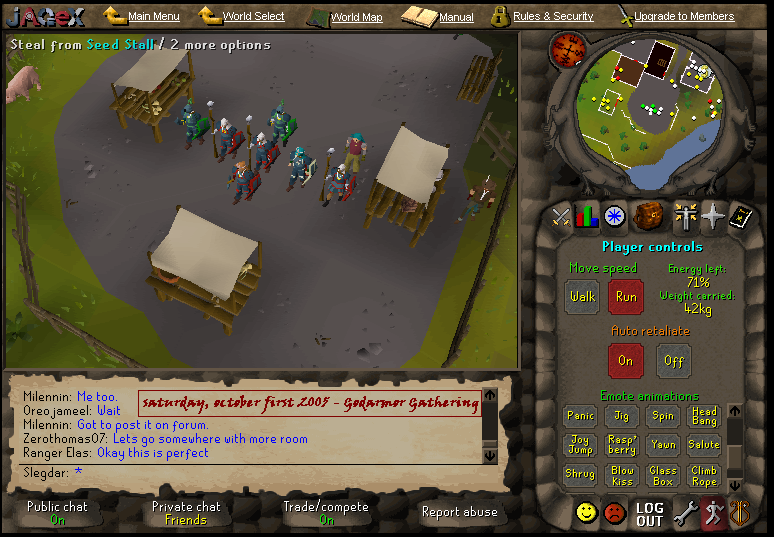 JAGEX
Main Menu
World Select
World Map
Manual
Rules & Security
Upgrade to Members
Steal from Seed Stall / 2 more options
Player controls
Move speed
Energy left:
71%
Walk
Run
Weight carried:
42kg
Auto retaliate
On
Off
Emote animations
Panic
Jig
Spin
Head Bang
Joy Jump
Rasp' berry
Yawn
Salute
Shrug
Blow Kiss
Glass Box
Climb Rope
LOG OUT
Milennin: Me too.
Oreojameel: Wait
saturday, october first 2005 - Godarmor Gathering
Milennin: Got to post it on forum.
Zerothomas07: Lets go somewhere with more room
Ranger Elas: Okay this is perfect
Slegdar: *
Public chat
On
Private chat
Friends
Trade/compete
On
Report abuse